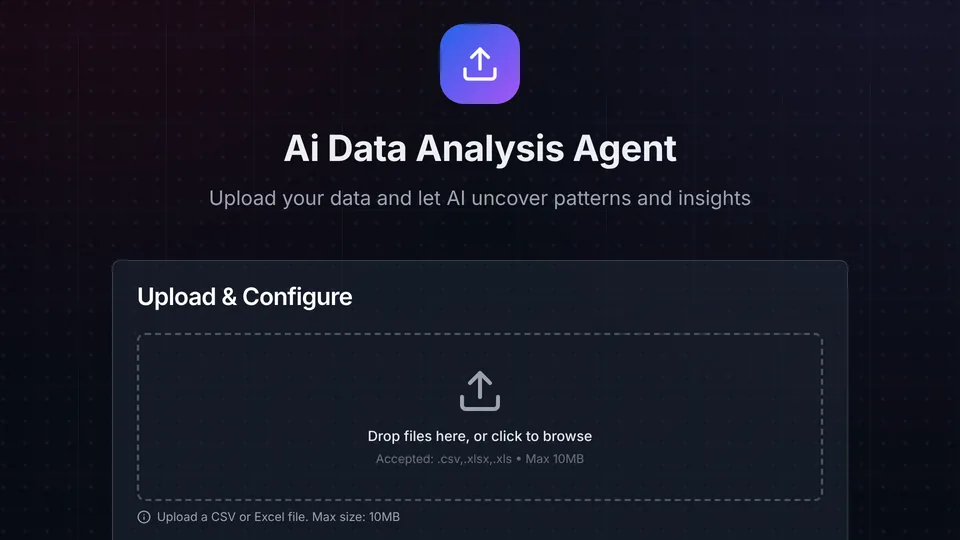 Ai Data Analysis Agent
Upload your data and let AI uncover patterns and insights
Upload & Configure
Drop files here, or click to browse
Accepted: .csv,.xlsx,.xls • Max 10MB
Upload a CSV or Excel file. Max size: 10MB